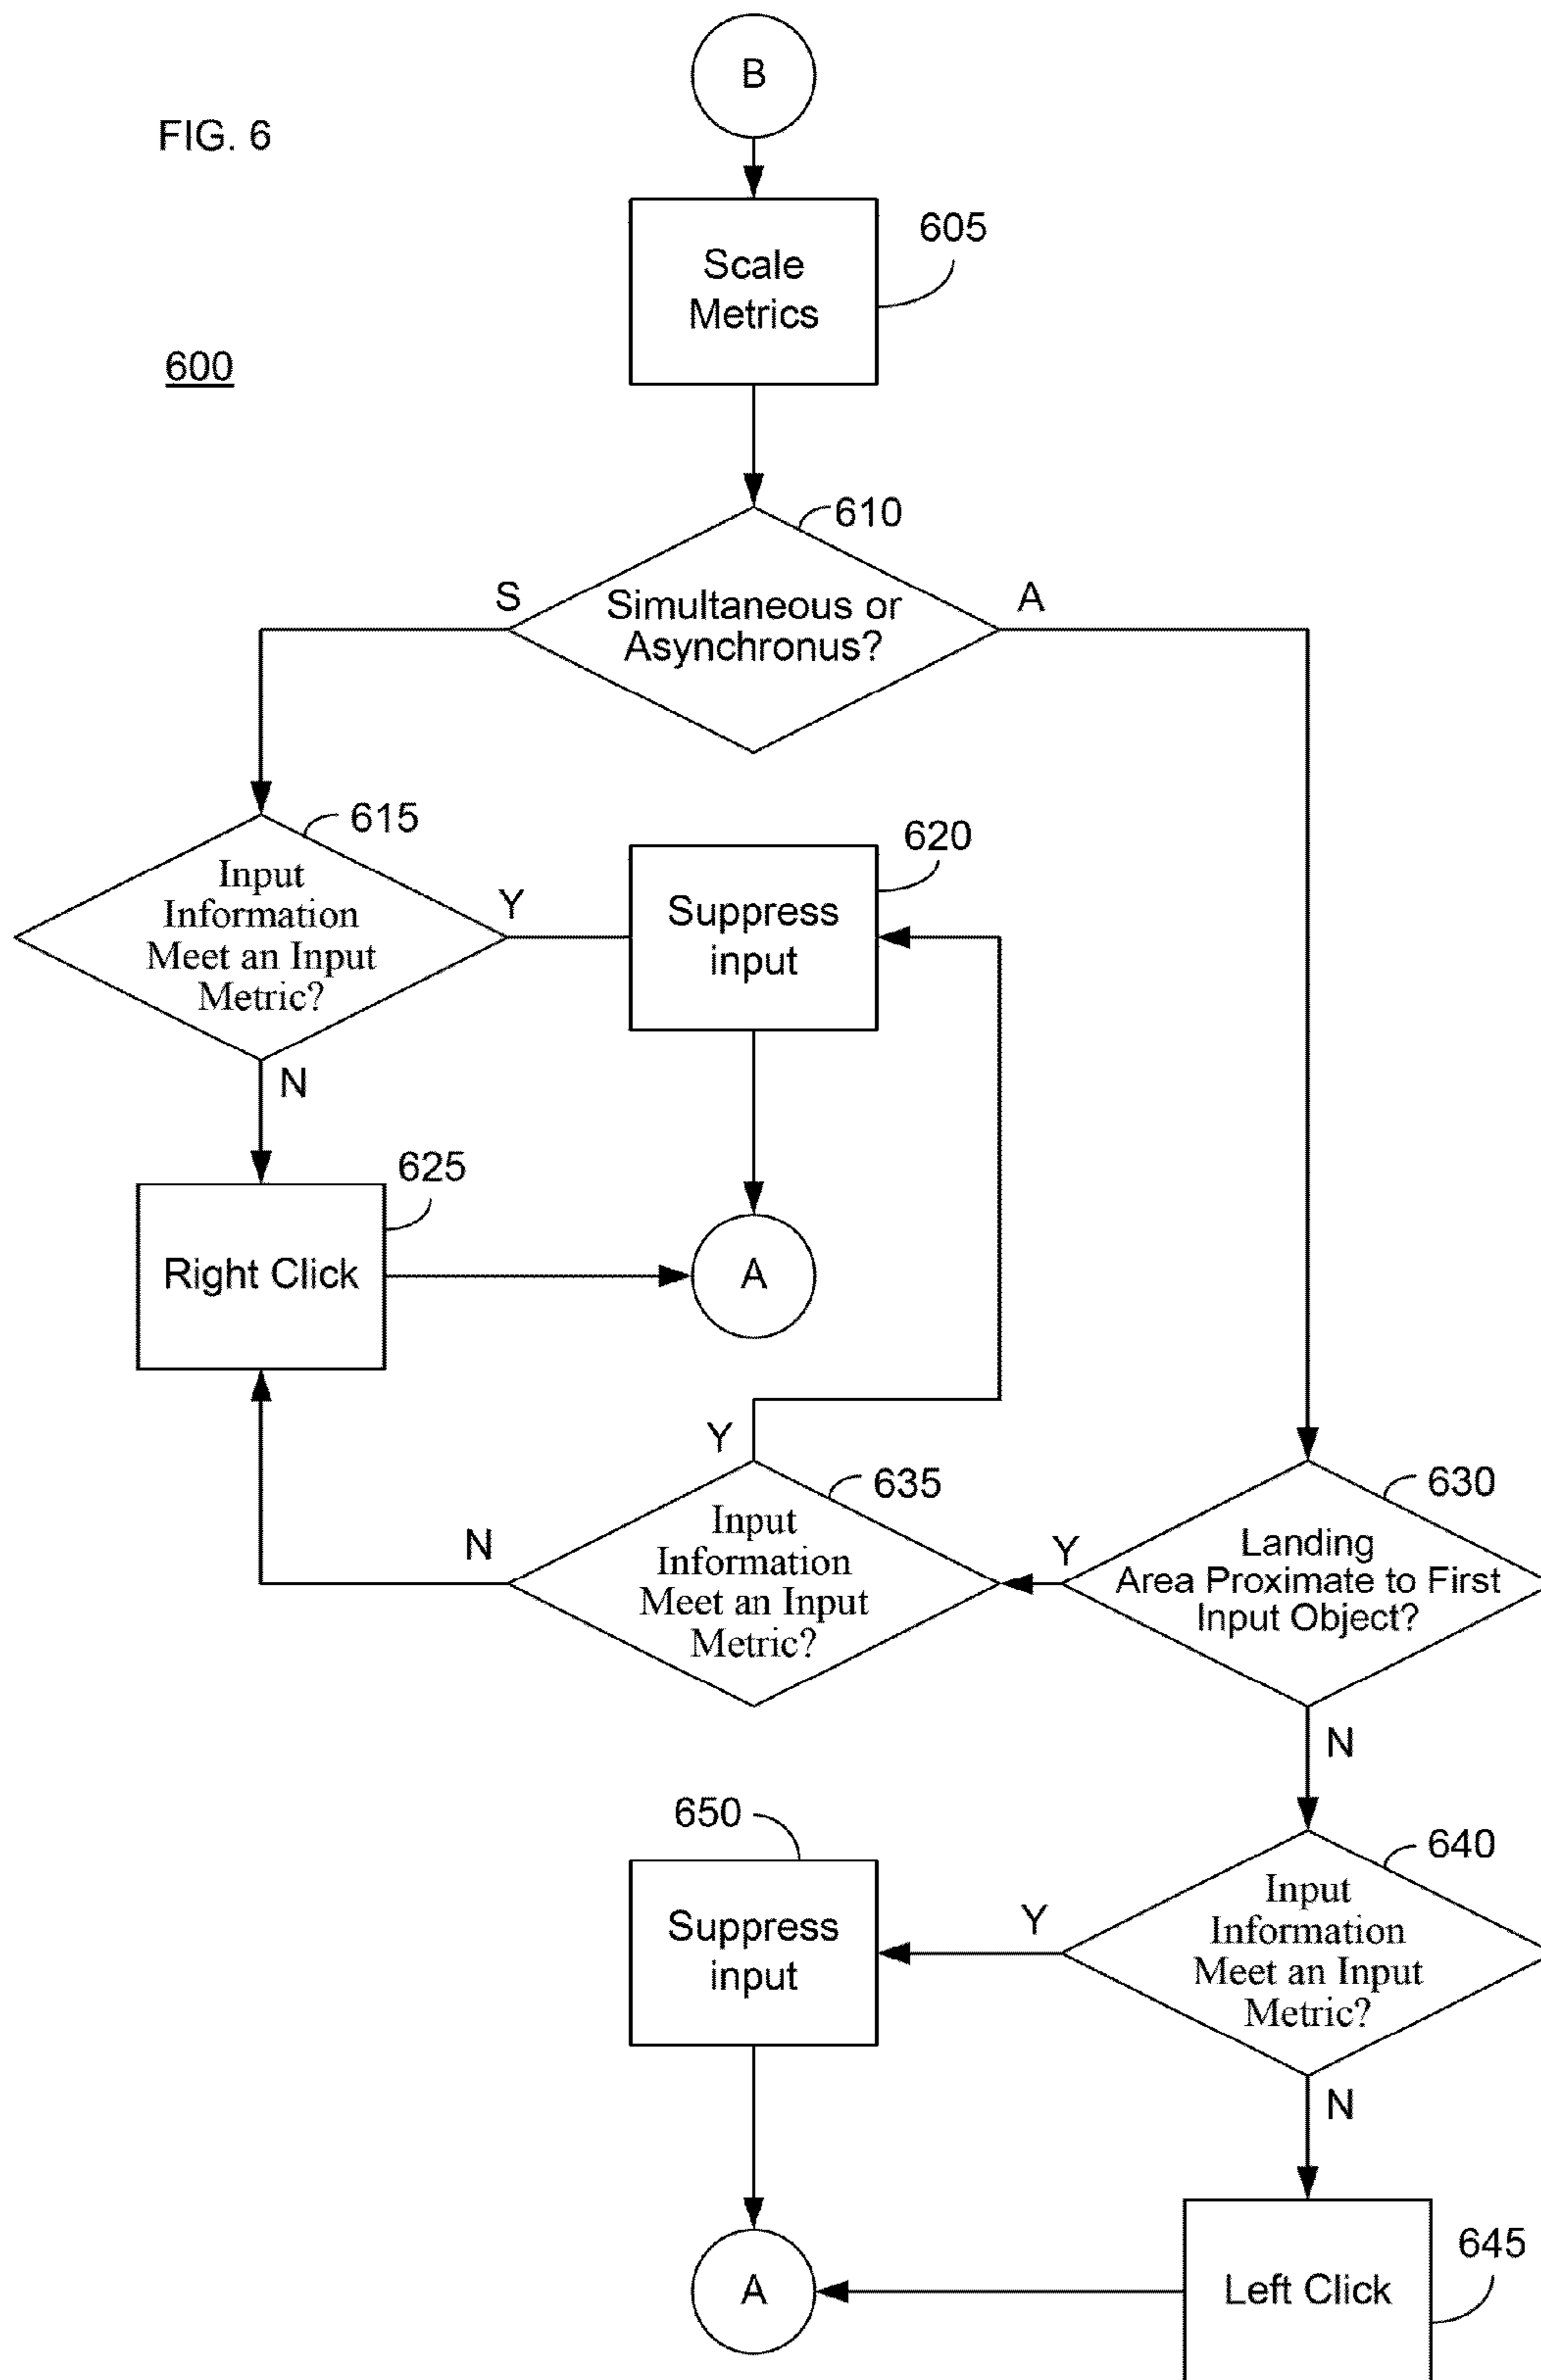 B
FIG. 6
605
Scale
Metrics
600
610
S
A
Simultaneous or
Asynchronus?
615
620
Input
Information
Meet an Input
Metric?
Y
Suppress
input
N
625
Right Click
A
Y
635
630
N
Input
Information
Meet an Input
Metric?
Y
Landing
Area Proximate to First
Input Object?
N
650
640
Suppress
input
Y
Input
Information
Meet an Input
Metric?
N
645
A
Left Click